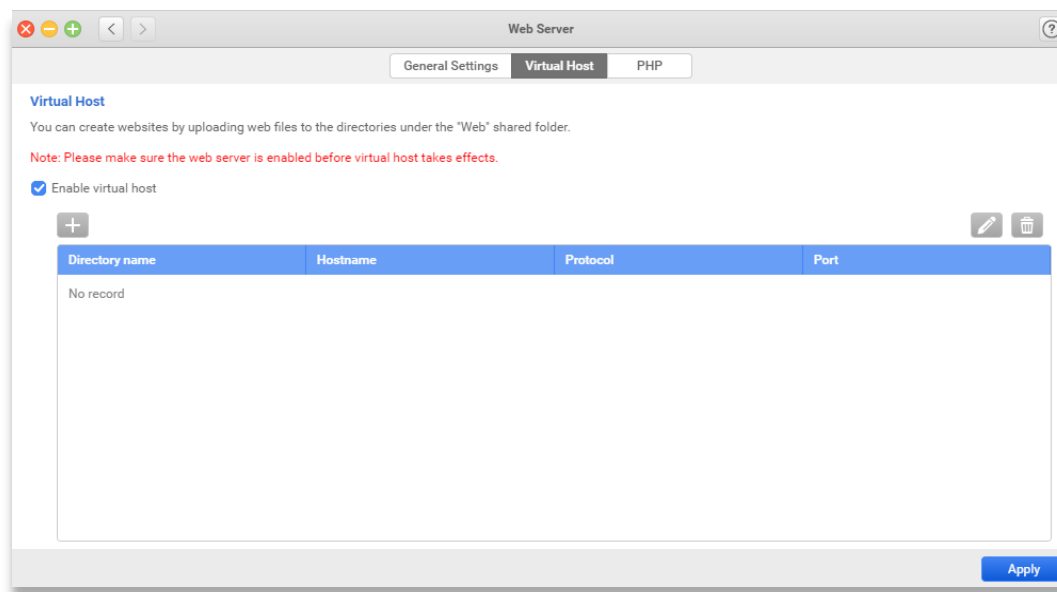 Web Server
?
General Settings Virtual Host PHP
Virtual Host
You can create websites by uploading web files to the directories under the "Web" shared folder.
Note: Please make sure the web server is enabled before virtual host takes effects.
Enable virtual host
Directory name Hostname Protocol Port
No record
Apply